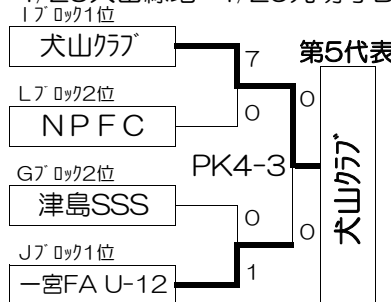 Iブロック1位
犬山クラブ
7
第5代表
Lブロック2位
0
0
NPFC
PK4-3
犬山クラブ
Gブロック2位
津島SSS
0
0
Jブロック1位
一宮FA U-12
1